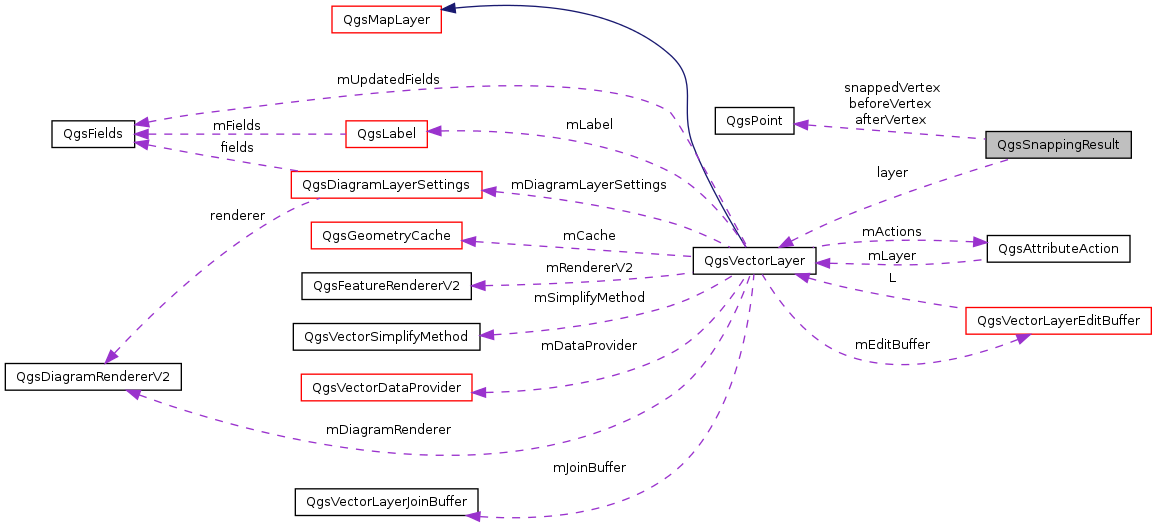 QgsMapLayer
mUpdatedFields
snappedVertex
beforeVertex
afterVertex
QgsPoint
QgsFields
mFields
QgsLabel
mLabel
QgsSnappingResult
fields
layer
QgsDiagramLayerSettings
mDiagramLayerSettings
renderer
QgsGeometryCache
mCache
mActions
QgsVectorLayer
QgsAttributeAction
mLayer
mRendererV2
L
QgsFeatureRendererV2
mSimplifyMethod
QgsVectorLayerEditBuffer
QgsVectorSimplifyMethod
mDataProvider
mEditBuffer
QgsDiagramRendererV2
QgsVectorDataProvider
mDiagramRenderer
mJoinBuffer
QgsVectorLayerJoinBuffer